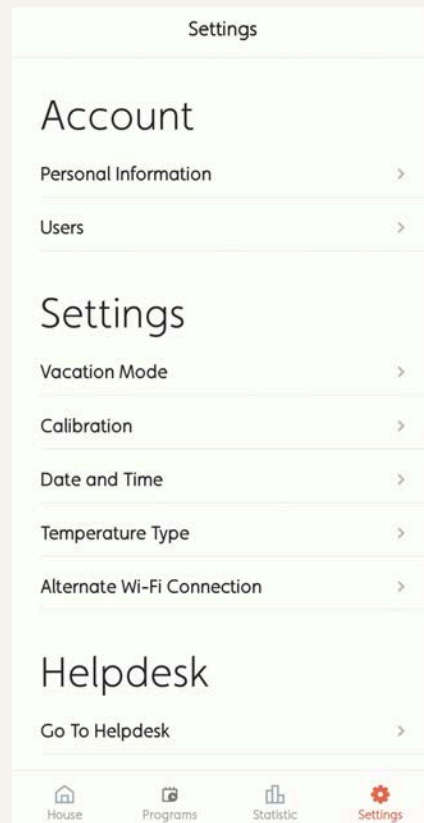 Settings
Account
Personal Information
Users
Settings
Vacation Mode
Calibration
Date and Time
Temperature Type
Alternate Wi-Fi Connection
Helpdesk
Go To Helpdesk
House Programs Statistic Settings